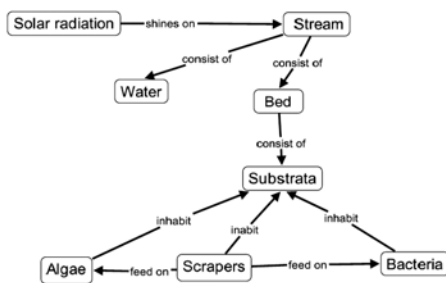 Solar radiation shines on Stream
consist of
consist of
Water
Bed
consist of
Substrata
inhabit
inabit
inhabit
Algae feed on Scrapers feed on Bacteria